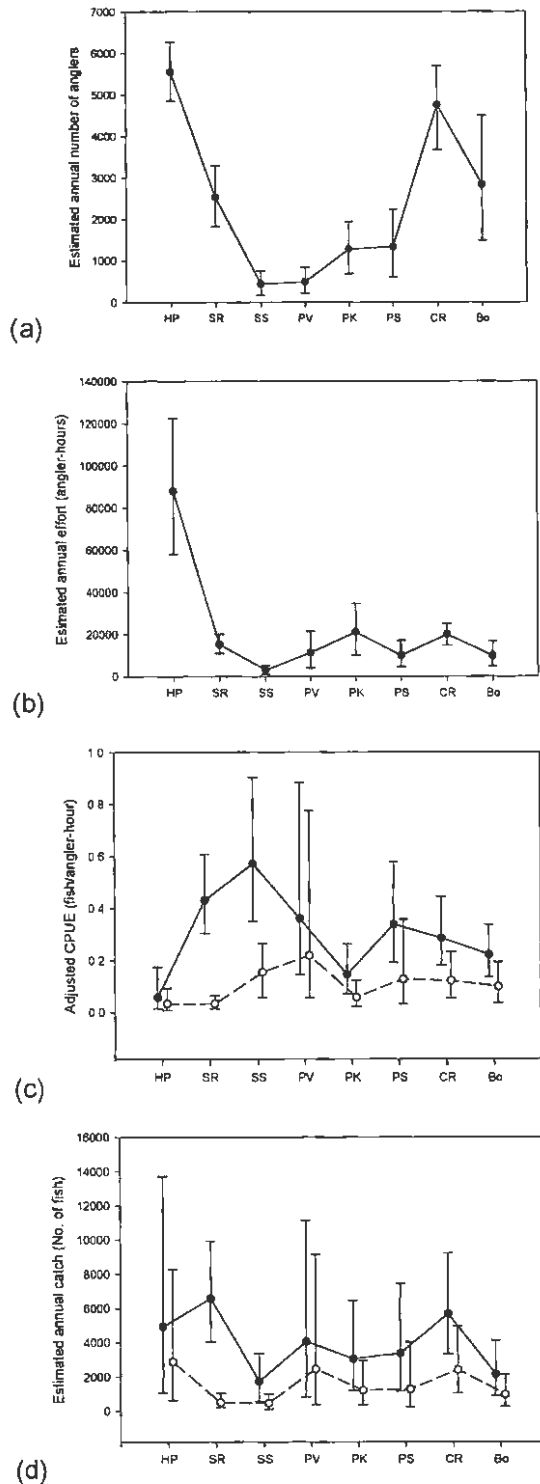 7000
6000
5000
4000
3000
2000
1000
0
Estimated annual number of anglers
HP SR SS PV PK PS CR Bo
(a)
140000
120000
100000
80000
60000
40000
20000
0
Esitmated annual effort (angler-hours)
HP SR SS PV PK PS CR Bo
(b)
1.0
0.8
0.6
0.4
0.2
0.0
Adjusted CPUE (fish/angler-hour)
HP SR SS PV PK PS CR Bo
(c)
16000
14000
12000
10000
8000
6000
4000
2000
0
Estimated annual catch (No. of fish)
HP SR SS PV PK PS CR Bo
(d)